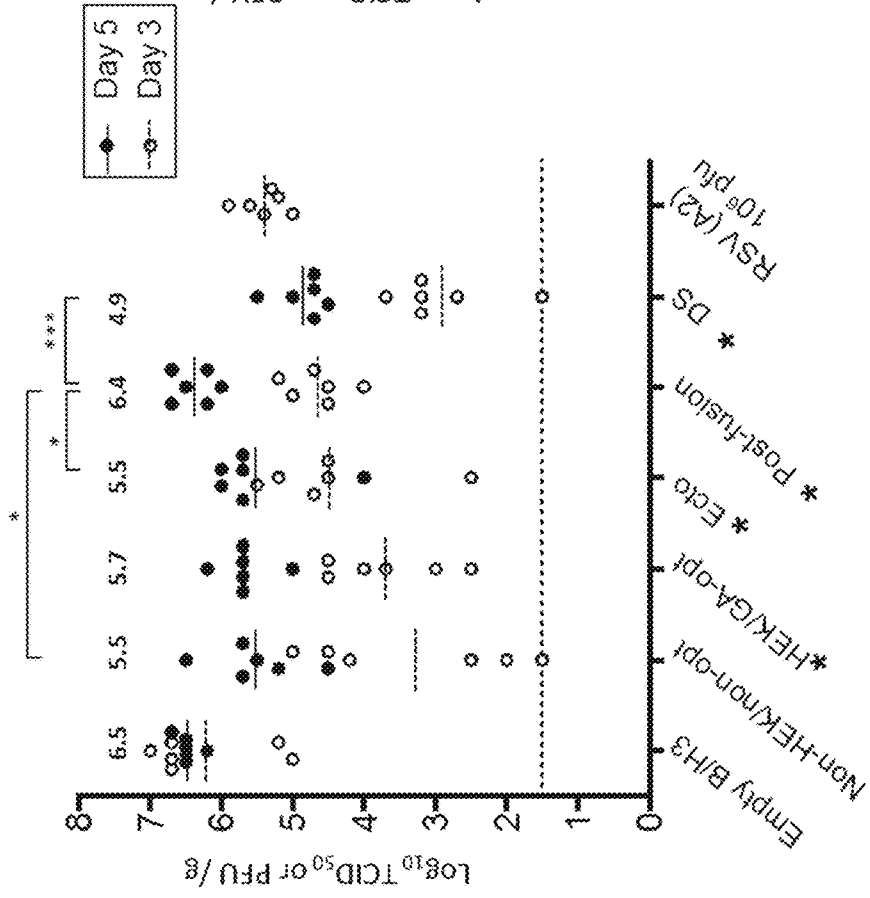 Day 5
Day 3
*
*
***
6.5
5.5
5.7
5.5
6.4
4.9
Log10 TCID50 or PFU /g
8
7
6
5
4
3
2
1
0
Empty B/H3
Non-HEK/non-opt
*HEK/GA-opt
* Ecto
* Post-fusion
* DS
RSV (A2)
10⁶ pfu